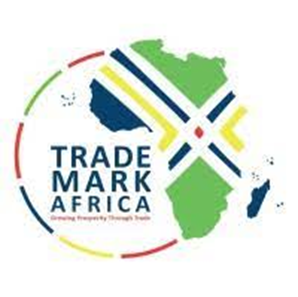 TRADE
MARK
AFRICA
Growing Prosperity Through Trade